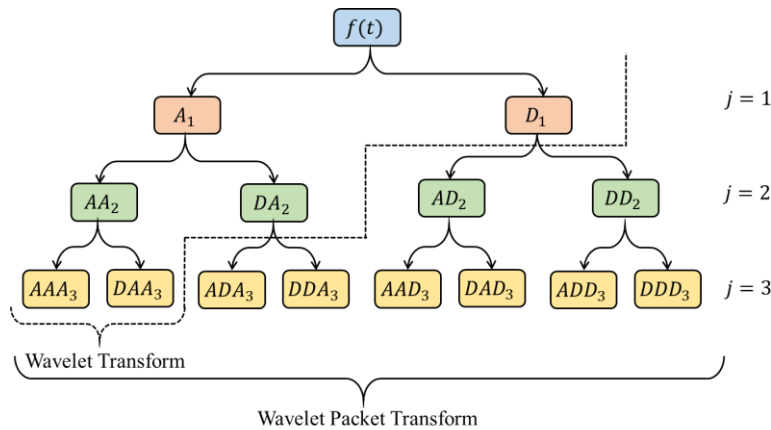 f(t)
A₁ D₁ j = 1
AA₂ DA₂ AD₂ DD₂ j = 2
AAA₃ DAA₃ ADA₃ DDA₃ AAD₃ DAD₃ ADD₃ DDD₃ j = 3
Wavelet Transform
Wavelet Packet Transform